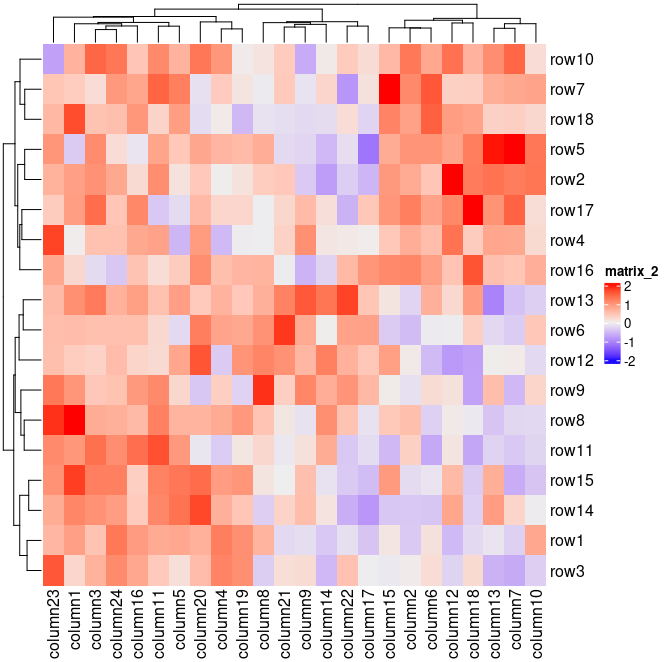 row10
row7
row18
row5
row2
row17
row4
row16
row13
row6
row12
row9
row8
row11
row15
row14
row1
row3
matrix_2
2
1
0
-1
-2
column23
column1
column3
column24
column16
column11
column5
column20
column4
column19
column8
column21
column9
column14
column22
column17
column15
column2
column6
column12
column18
column13
column7
column10